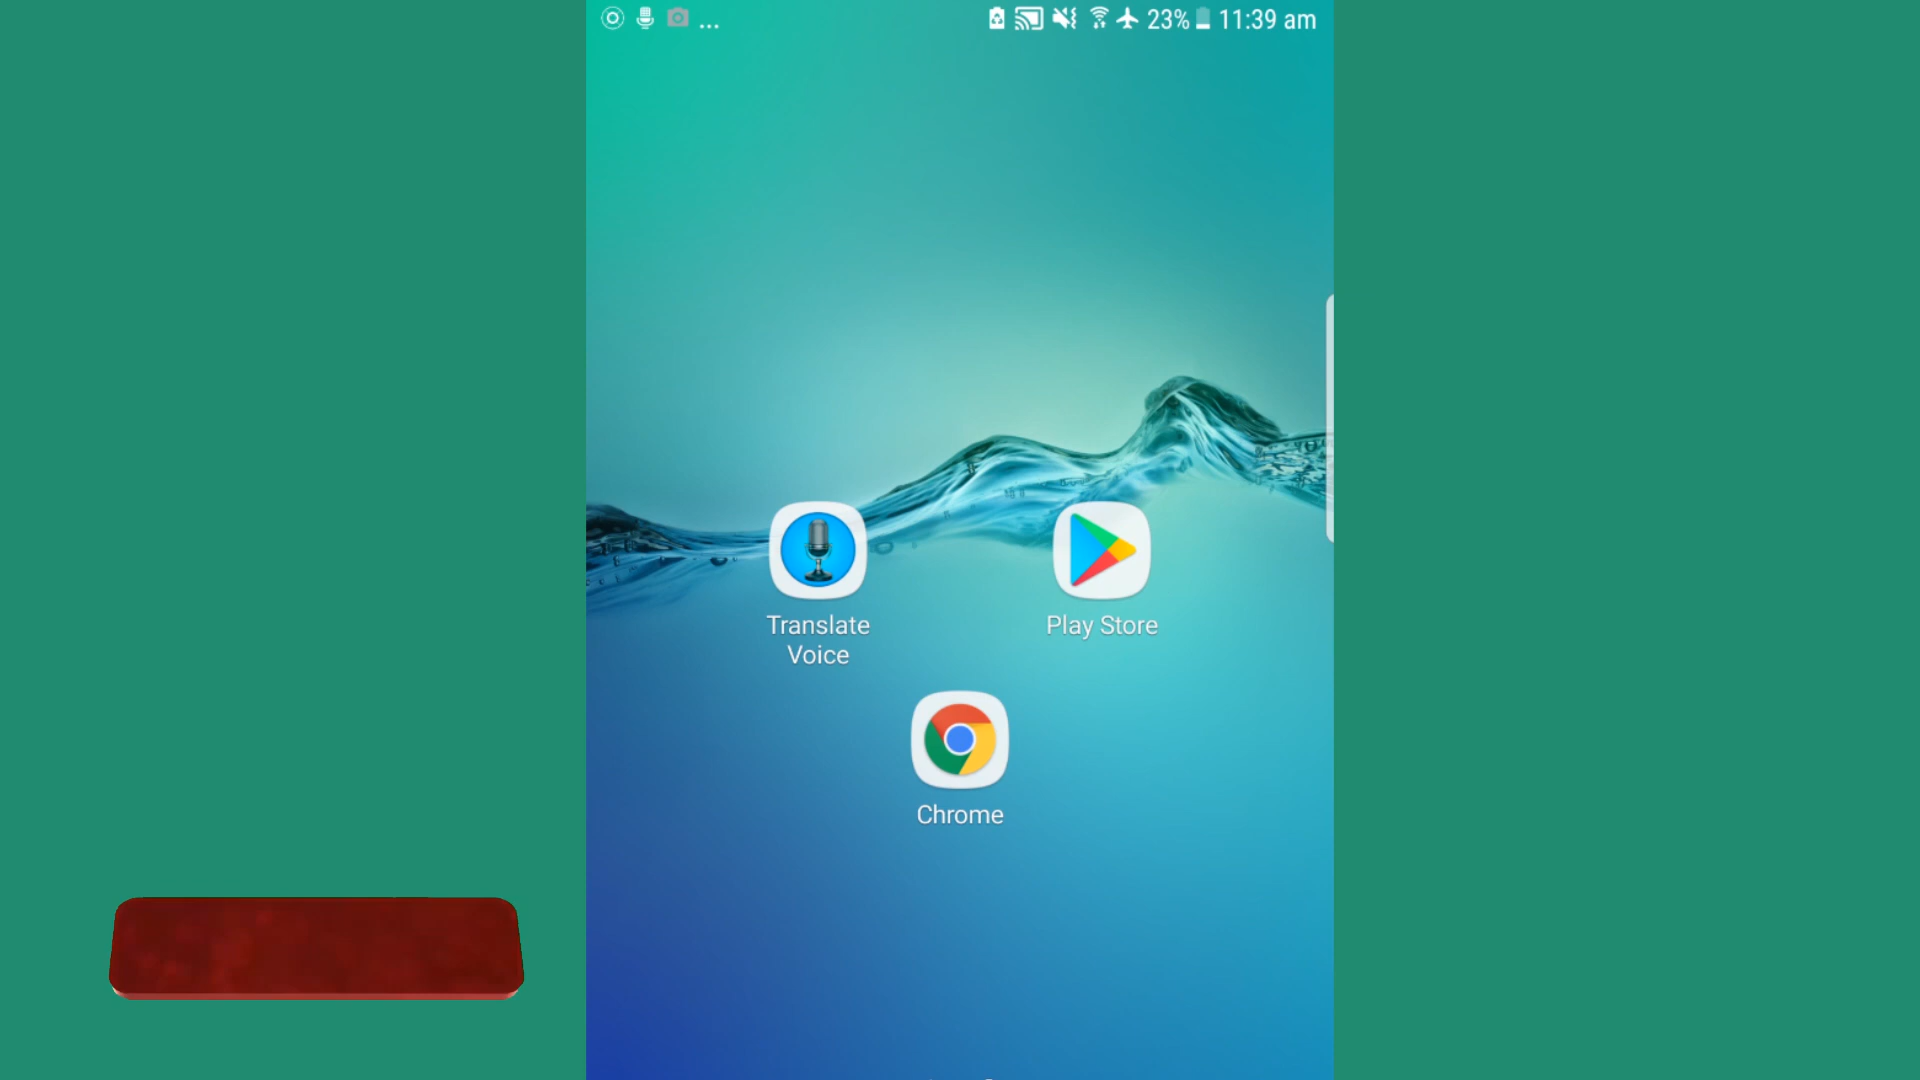 ... 23% 11:39 am
Translate
Voice
Play Store
Chrome